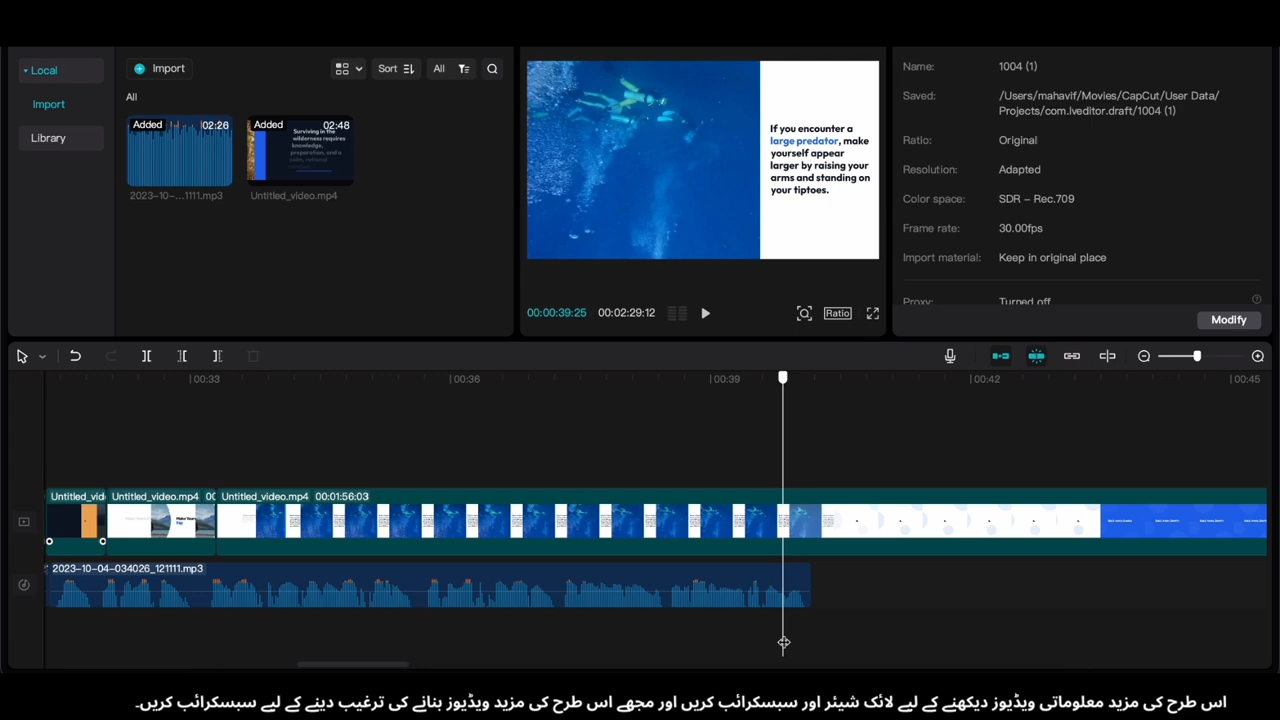 Local
Import
Library
Import
Sort
All
All
Added
02:26
2023-10-...1111.mp3
Added
02:48
Surviving in the
wilderness requires
knowledge,
preparation, and a
calm, rational
Untitled_video.mp4
If you encounter a
large predator, make
yourself appear
larger by raising your
arms and standing on
your tiptoes.
00:00:39:25
00:02:29:12
Ratio
Name:
1004 (1)
Saved:
/Users/mahavif/Movies/CapCut/User Data/
Projects/com.lveditor.draft/1004 (1)
Ratio:
Original
Resolution:
Adapted
Color space:
SDR – Rec.709
Frame rate:
30.00fps
Import material:
Keep in original place
Proxy:
Turned off
Modify
00:33
00:36
00:39
00:42
00:45
Untitled_vid
Untitled_video.mp4
00
Untitled_video.mp4
00:01:56:03
2023-10-04-034026_121111.mp3
اس طرح کی مزید معلوماتی ویڈیوز دیکھنے کے لیے لائک شیئر اور سبسکرائب کریں اور مجھے اس طرح کی مزید ویڈیوز بنانے کی ترغیب دینے کے لیے سبسکرائب کریں۔